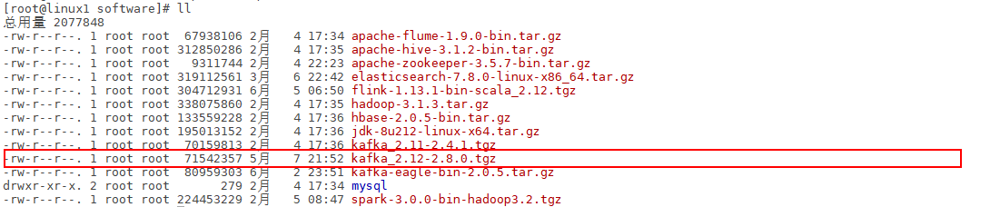 [root@linux1 software]# ll
总用量 2077848
-rw-r--r--. 1 root root  67938106 2月   4 17:34 apache-flume-1.9.0-bin.tar.gz
-rw-r--r--. 1 root root 312850286 2月   4 17:35 apache-hive-3.1.2-bin.tar.gz
-rw-r--r--. 1 root root   9311744 2月   4 22:23 apache-zookeeper-3.5.7-bin.tar.gz
-rw-r--r--. 1 root root 319112561 3月   6 22:42 elasticsearch-7.8.0-linux-x86_64.tar.gz
-rw-r--r--. 1 root root 304712931 6月   5 06:50 flink-1.13.1-bin-scala_2.12.tgz
-rw-r--r--. 1 root root 338075860 2月   4 17:35 hadoop-3.1.3.tar.gz
-rw-r--r--. 1 root root 133559228 2月   4 17:36 hbase-2.0.5-bin.tar.gz
-rw-r--r--. 1 root root 195013152 2月   4 17:36 jdk-8u212-linux-x64.tar.gz
-rw-r--r--. 1 root root  70159813 2月   4 17:36 kafka_2.11-2.4.1.tgz
-rw-r--r--. 1 root root  71542357 5月   7 21:52 kafka_2.12-2.8.0.tgz
-rw-r--r--. 1 root root  80959303 6月   2 23:51 kafka-eagle-bin-2.0.5.tar.gz
drwxr-xr-x. 2 root root       279 2月   4 17:34 mysql
-rw-r--r--. 1 root root 224453229 2月   5 08:47 spark-3.0.0-bin-hadoop3.2.tgz